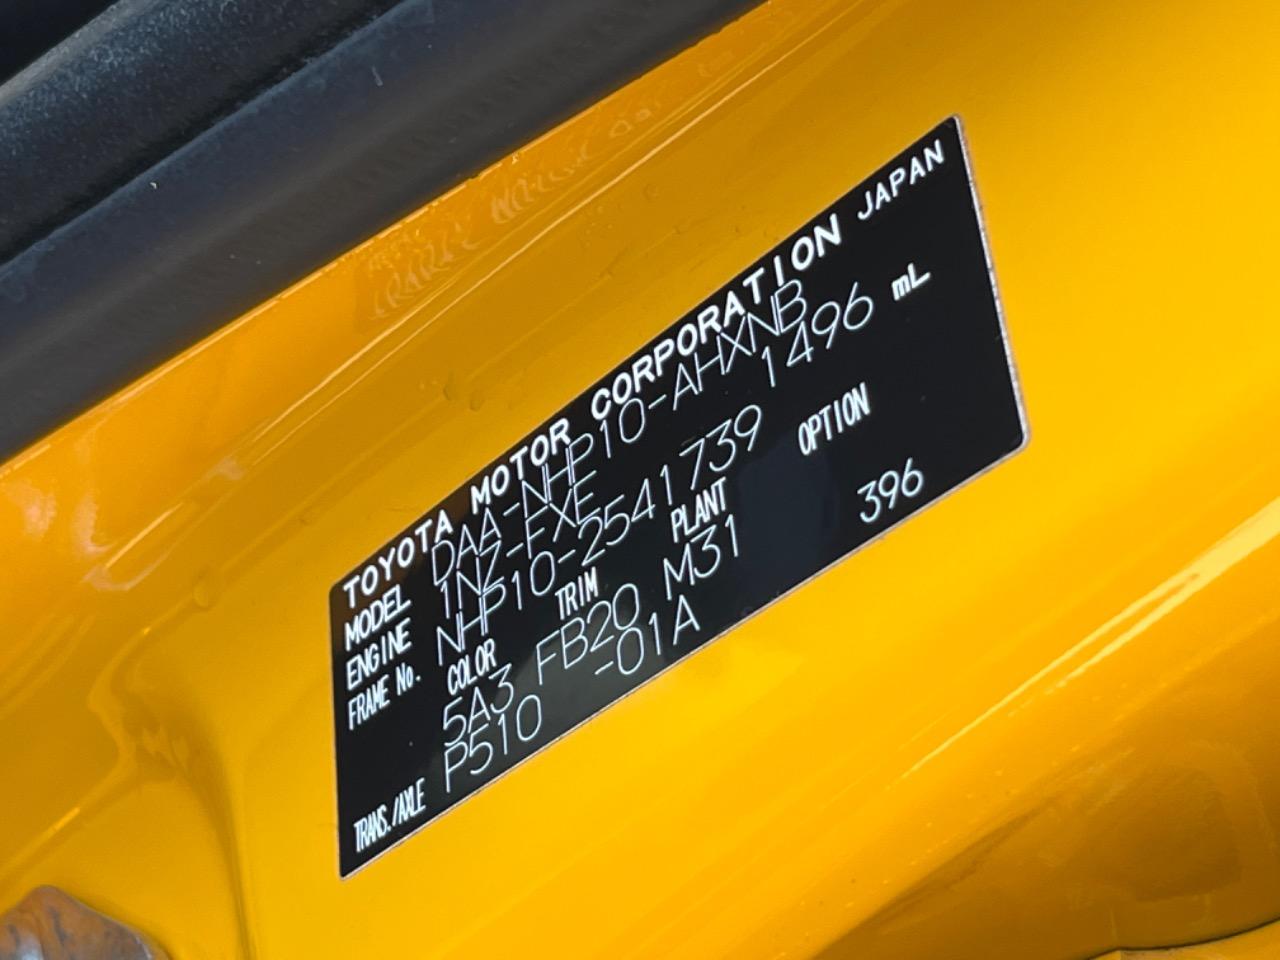 TOYOTA MOTOR CORPORATION JAPAN
MODEL DAA-NHP10-AHXNB
ENGINE 1NZ-FXE 1496 mL
FRAME No. NHP10-2541739
COLOR TRIM PLANT OPTION
5A3 FB20 M31 396
TRANS./AXLE P510 -01A